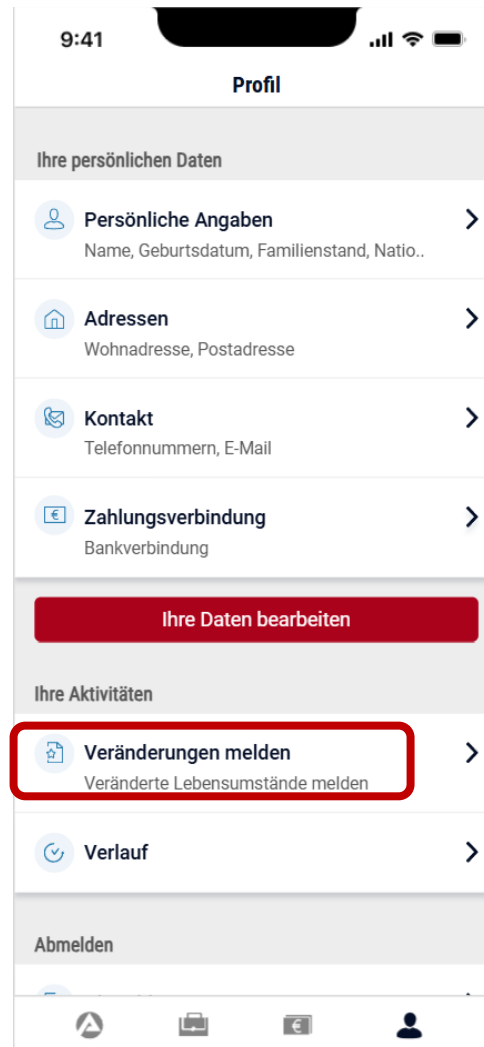 9:41
Profil
Ihre persönlichen Daten
Persönliche Angaben
Name, Geburtsdatum, Familienstand, Natio..
Adressen
Wohnadresse, Postadresse
Kontakt
Telefonnummern, E-Mail
Zahlungsverbindung
Bankverbindung
Ihre Daten bearbeiten
Ihre Aktivitäten
Veränderungen melden
Veränderte Lebensumstände melden
Verlauf
Abmelden